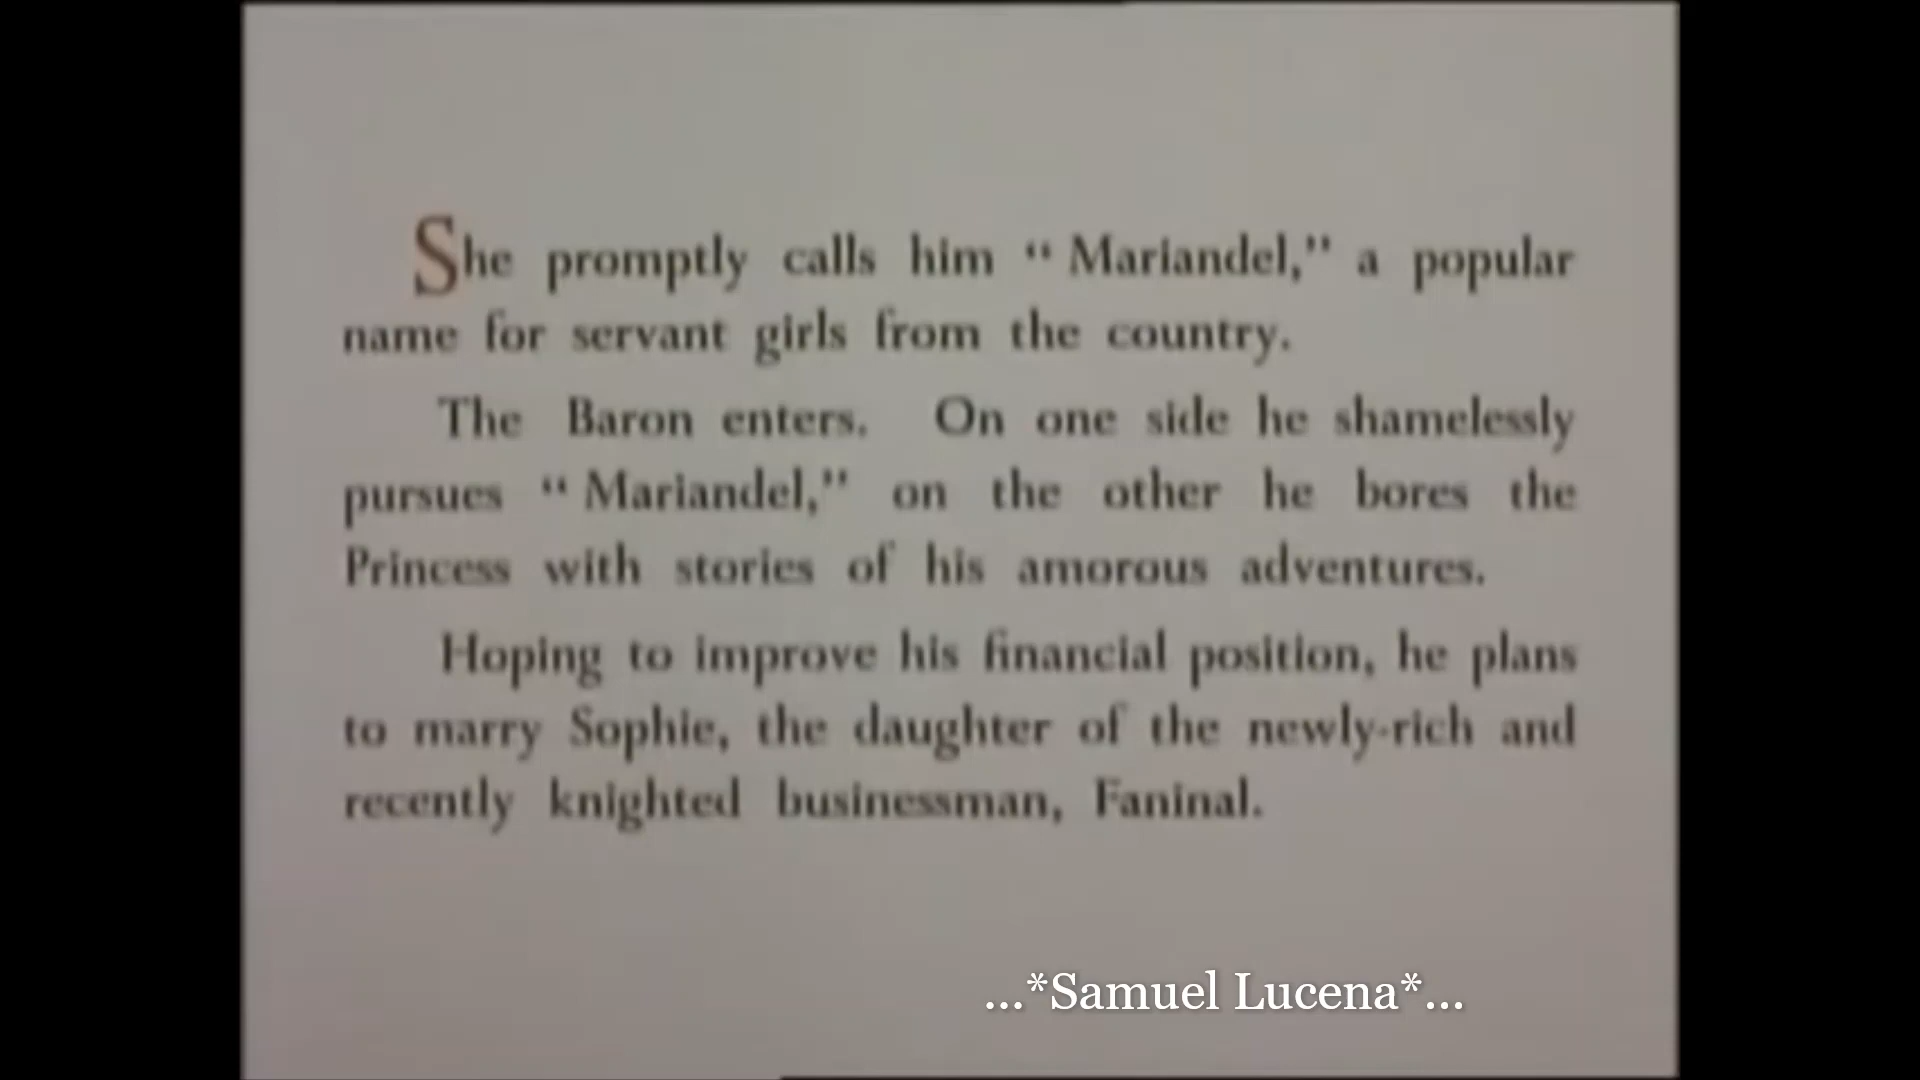 She promptly calls him “Mariandel,” a popular
name for servant girls from the country.
The Baron enters. On one side he shamelessly
pursues “Mariandel,” on the other he bores the
Princess with stories of his amorous adventures.
Hoping to improve his financial position, he plans
to marry Sophie, the daughter of the newly-rich and
recently knighted businessman, Faninal.
...*Samuel Lucena*...